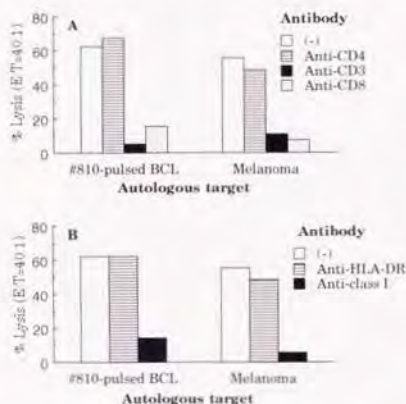 A
Antibody
(-)
Anti-CD4
Anti-CD3
Anti-CD8
80
60
40
20
0
% Lysis (E/T=40:1)
#810-pulsed BCL
Melanoma
Autologous target
B
Antibody
(-)
Anti-HLA-DR
Anti-class I
80
60
40
20
0
% Lysis (E/T=40:1)
#810-pulsed BCL
Melanoma
Autologous target